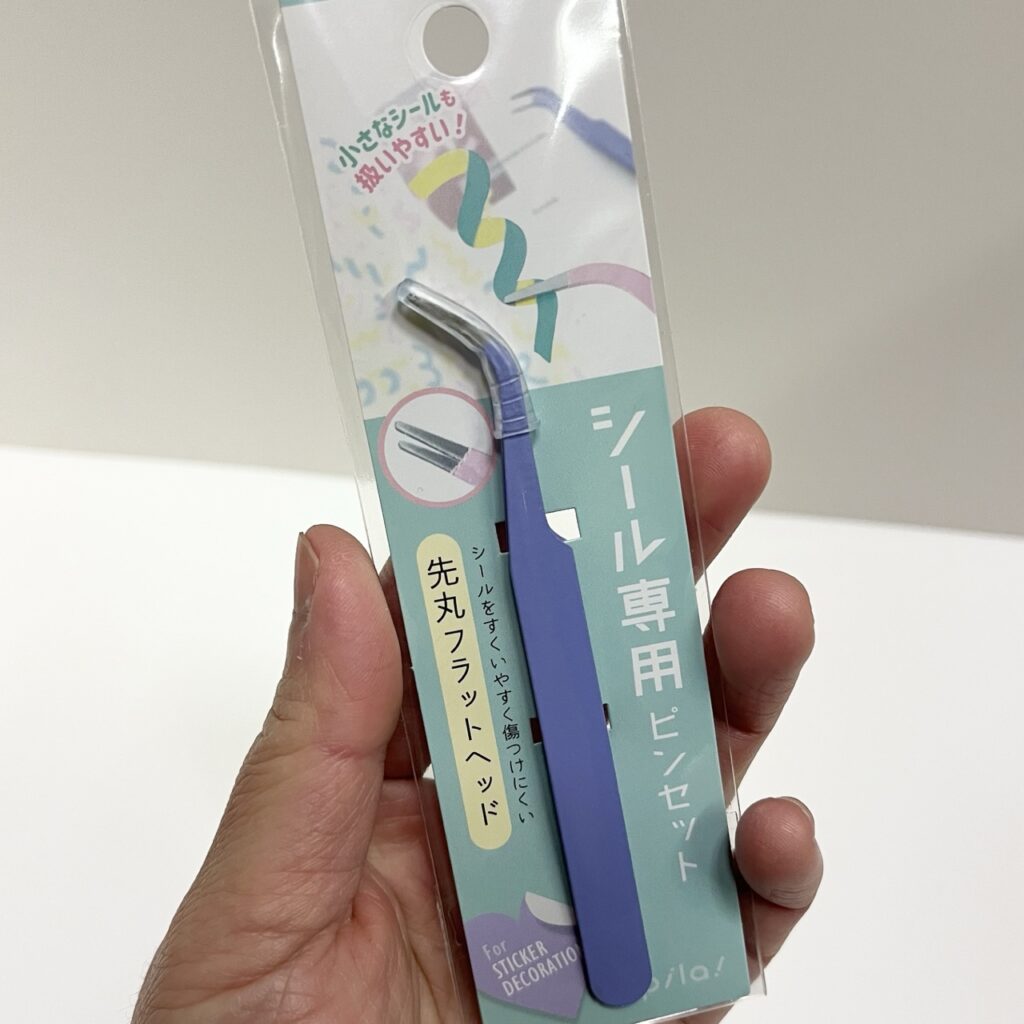 小さなシールも
扱いやすい！
シール専用ピンセット
シールをすくいやすく傷つけにくい
先丸フラットヘッド
For
STICKER
DECORATIO
pila!